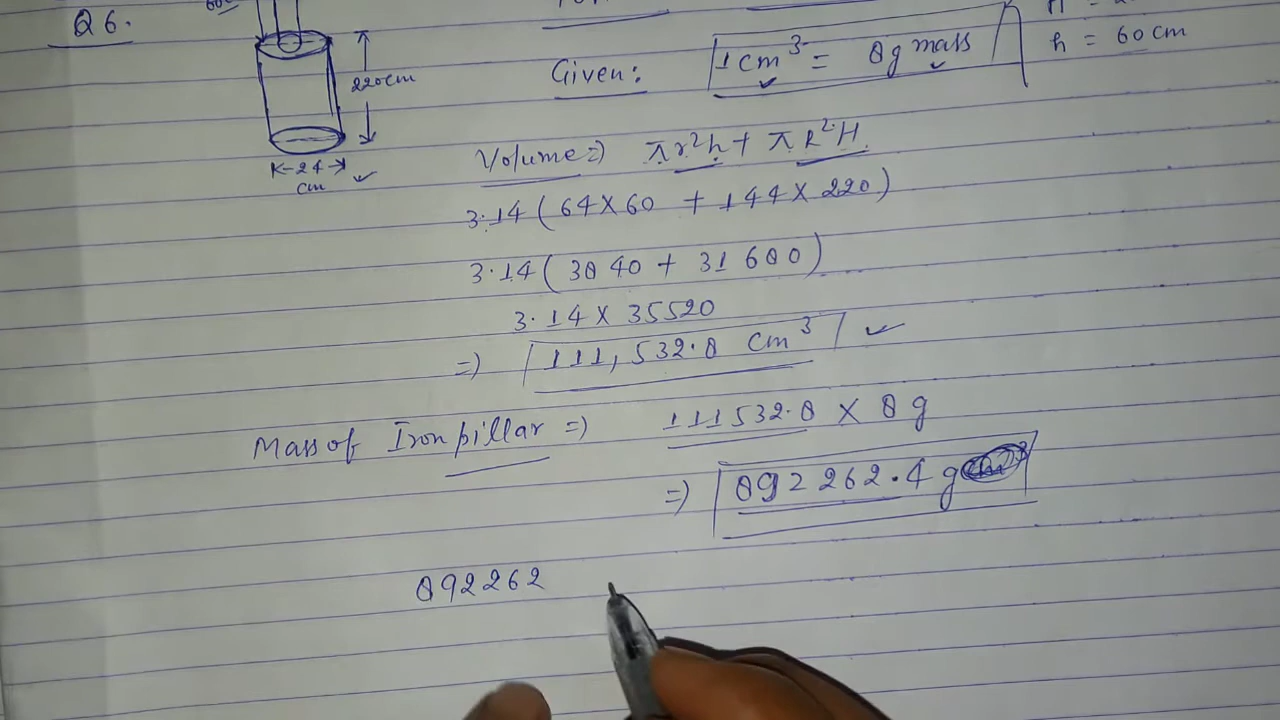 Q6.
h = 60 cm
220cm
Given: 1cm³ = 8g mass
24
cm
Volume => πr²h + πR²H
3.14 ( 64 X 60 + 144 X 220 )
3.14 ( 3840 + 31680 )
3.14 X 35520
=> 111,532.8 cm³
Mass of Iron pillar => 111532.8 X 8g
=> 892262.4 g
892262